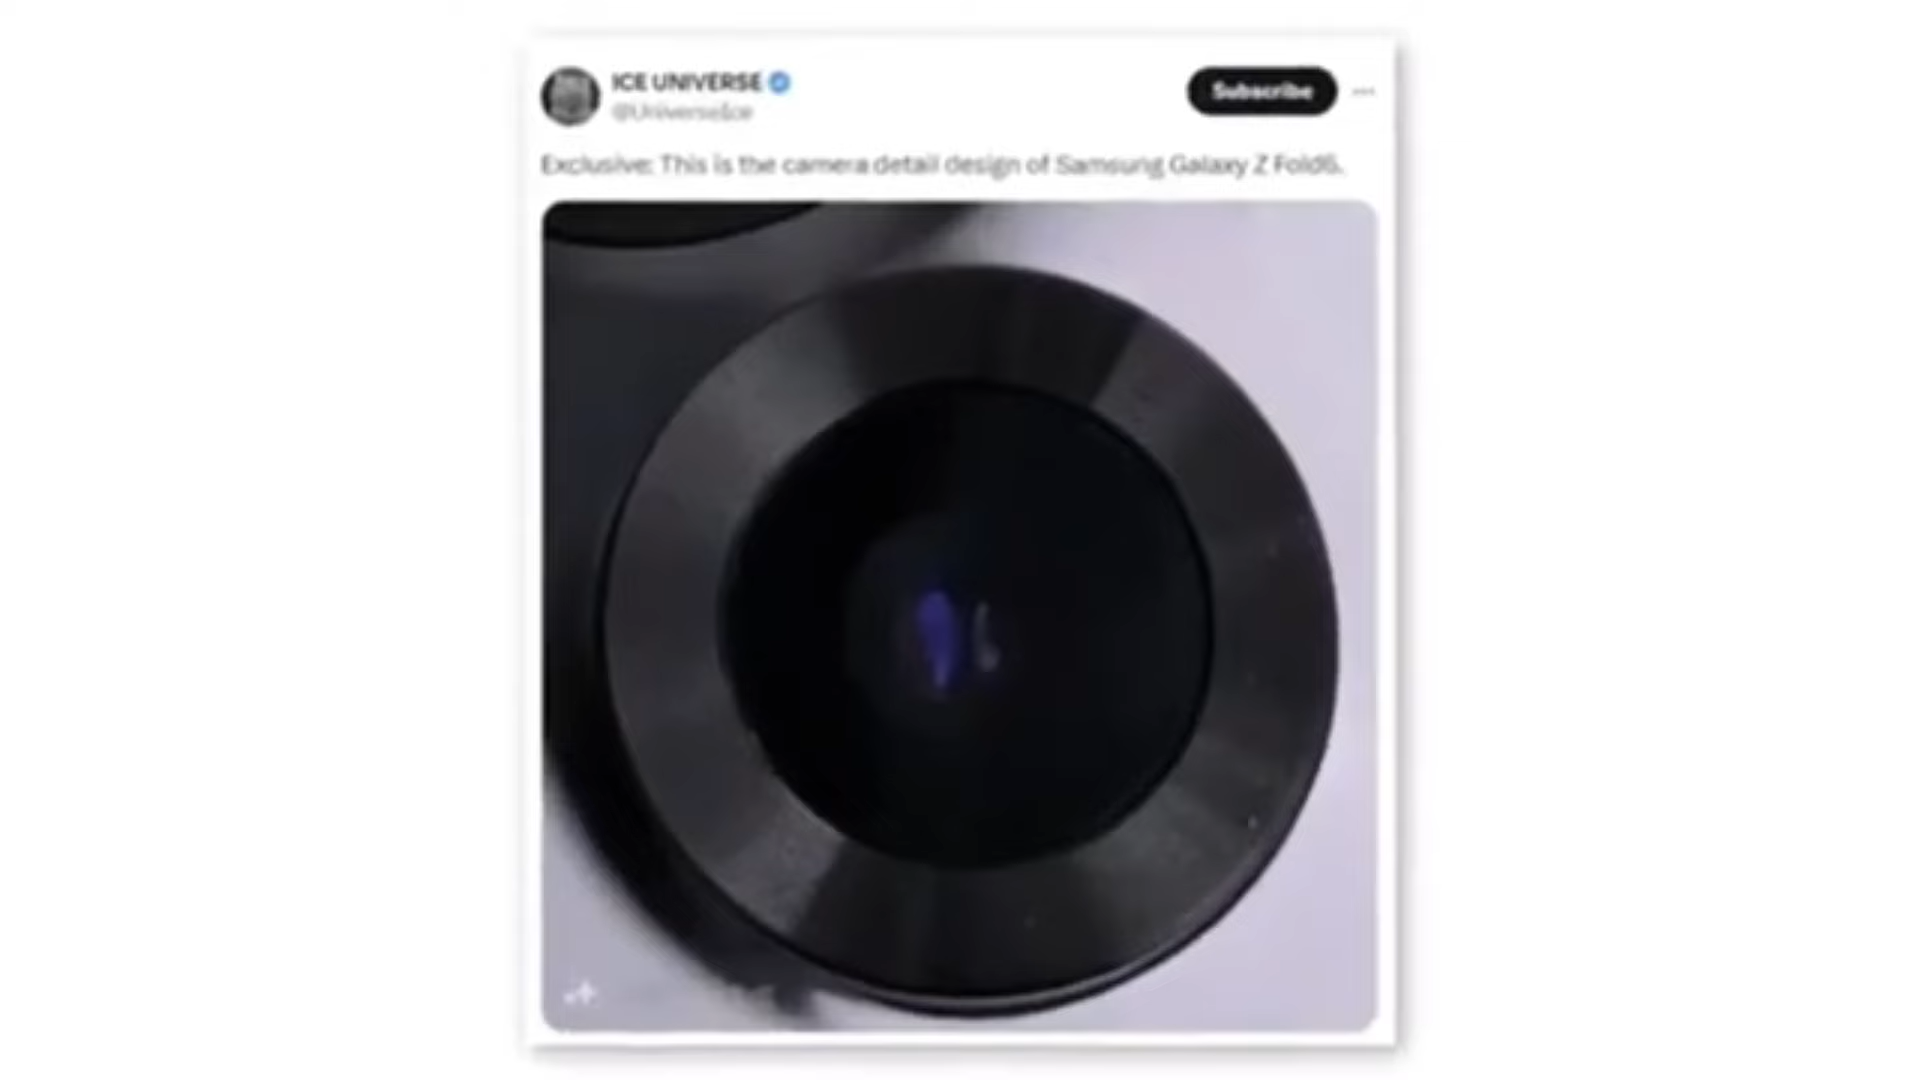 ICE UNIVERSE
@UniverseIce
Subscribe
Exclusive: This is the camera detail design of Samsung Galaxy Z Fold6.